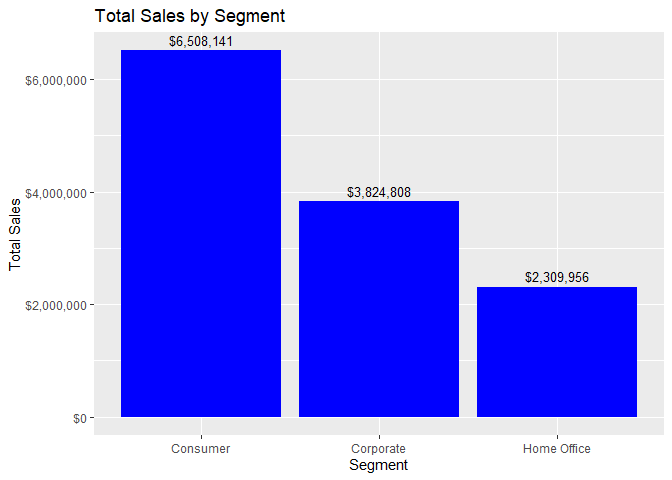 Total Sales by Segment
$6,508,141
$6,000,000
$3,824,808
$4,000,000
$2,309,956
$2,000,000
$0
Total Sales
Consumer
Corporate
Home Office
Segment